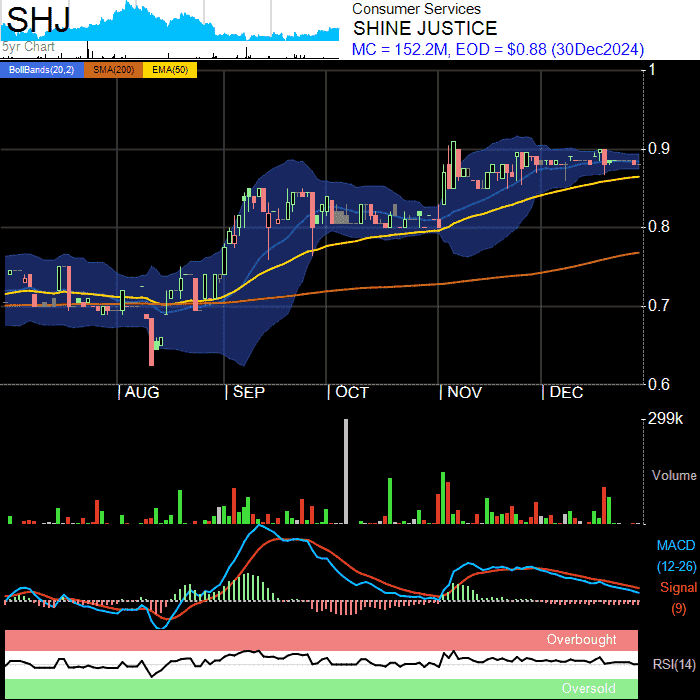 SHJ
5yr Chart
Consumer Services
SHINE JUSTICE
MC = 152.2M, EOD = $0.88 (30Dec2024)
BollBands(20,2) SMA(200) EMA(50)
1
0.9
0.8
0.7
0.6
AUG SEP OCT NOV DEC
299k
Volume
MACD
(12-26)
Signal
(9)
Overbought
RSI(14)
Oversold